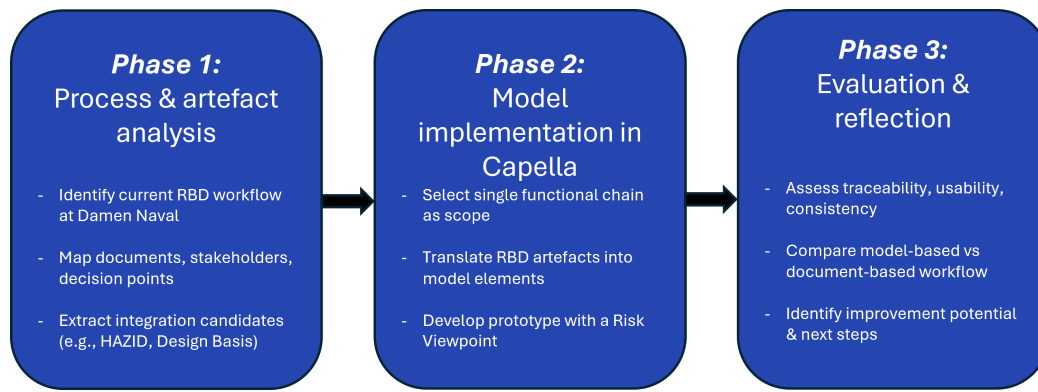 Phase 1:
Process & artefact
analysis
- Identify current RBD workflow
at Damen Naval
- Map documents, stakeholders,
decision points
- Extract integration candidates
(e.g., HAZID, Design Basis)
Phase 2:
Model
implementation in
Capella
- Select single functional chain
as scope
- Translate RBD artefacts into
model elements
- Develop prototype with a Risk
Viewpoint
Phase 3:
Evaluation &
reflection
- Assess traceability, usability,
consistency
- Compare model-based vs
document-based workflow
- Identify improvement potential
& next steps